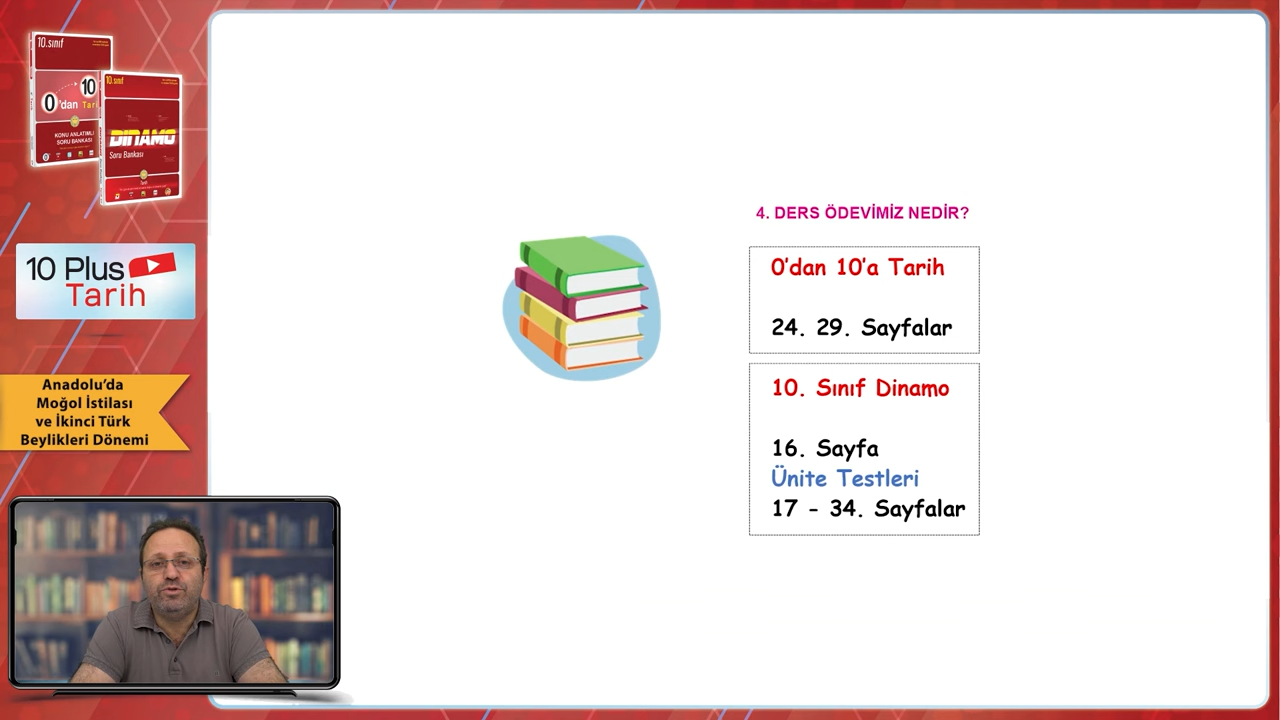 10.sınıf
0'dan
10
KONU ANLATIMLI
SORU BANKASI
10.sınıf
DİNAMO
Soru Bankası
Tarih
10 Plus
Tarih
Anadolu'da
Moğol İstilası
ve İkinci Türk
Beylikleri Dönemi
4. DERS ÖDEVİMİZ NEDİR?
0'dan 10'a Tarih
24. 29. Sayfalar
10. Sınıf Dinamo
16. Sayfa
Ünite Testleri
17 - 34. Sayfalar